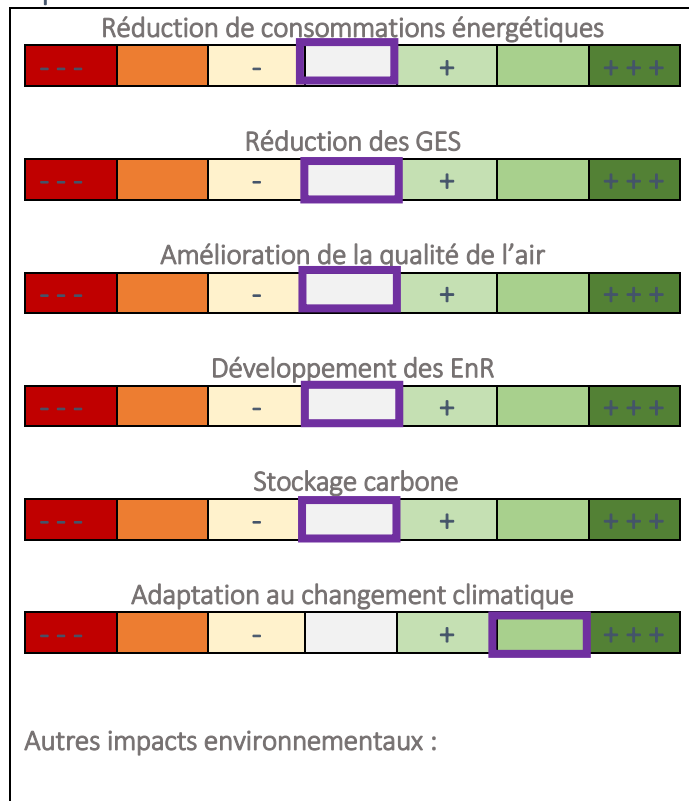 Réduction de consommations énergétiques
- - - - + + + +
Réduction des GES
- - - - + + + +
Amélioration de la qualité de l’air
- - - - + + + +
Développement des EnR
- - - - + + + +
Stockage carbone
- - - - + + + +
Adaptation au changement climatique
- - - - + + + +
Autres impacts environnementaux :